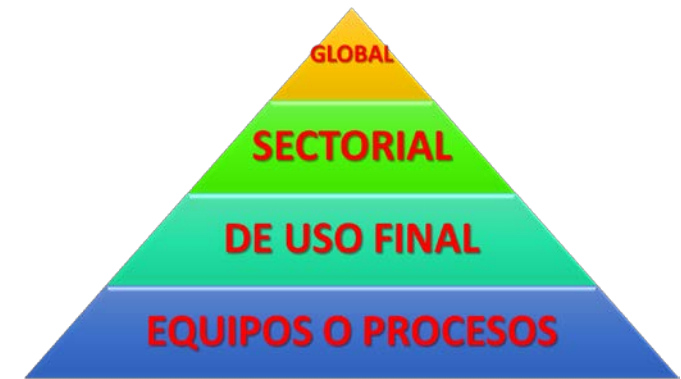 GLOBAL
SECTORIAL
DE USO FINAL
EQUIPOS O PROCESOS